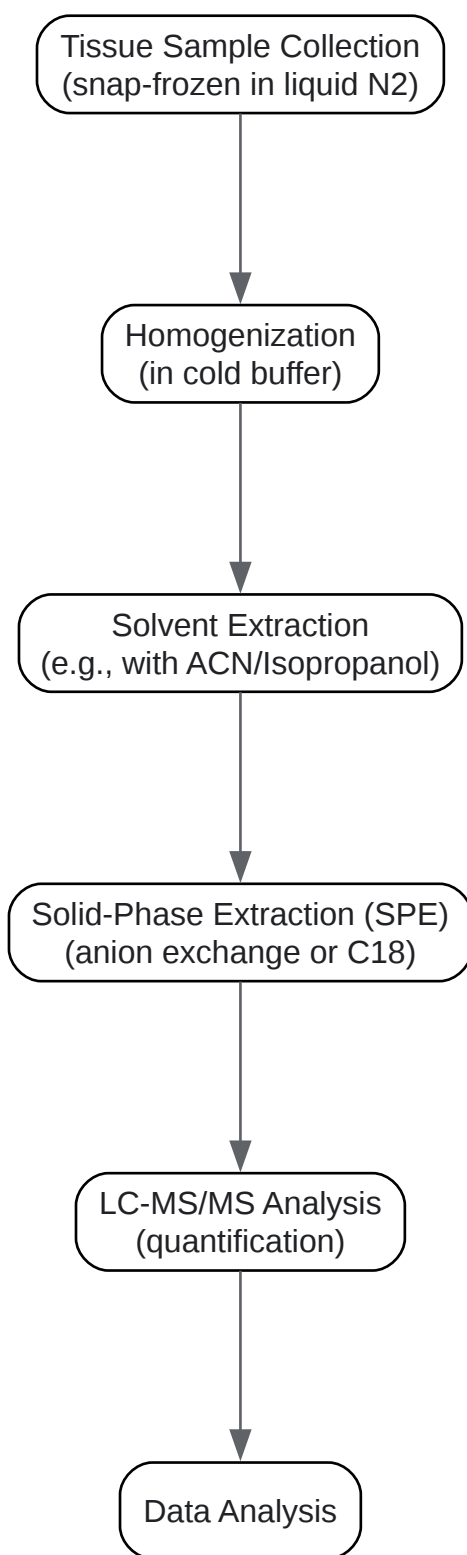 Tissue Sample Collection
(snap-frozen in liquid N2)
Homogenization
(in cold buffer)
Solvent Extraction
(e.g., with ACN/Isopropanol)
Solid-Phase Extraction (SPE)
(anion exchange or C18)
LC-MS/MS Analysis
(quantification)
Data Analysis